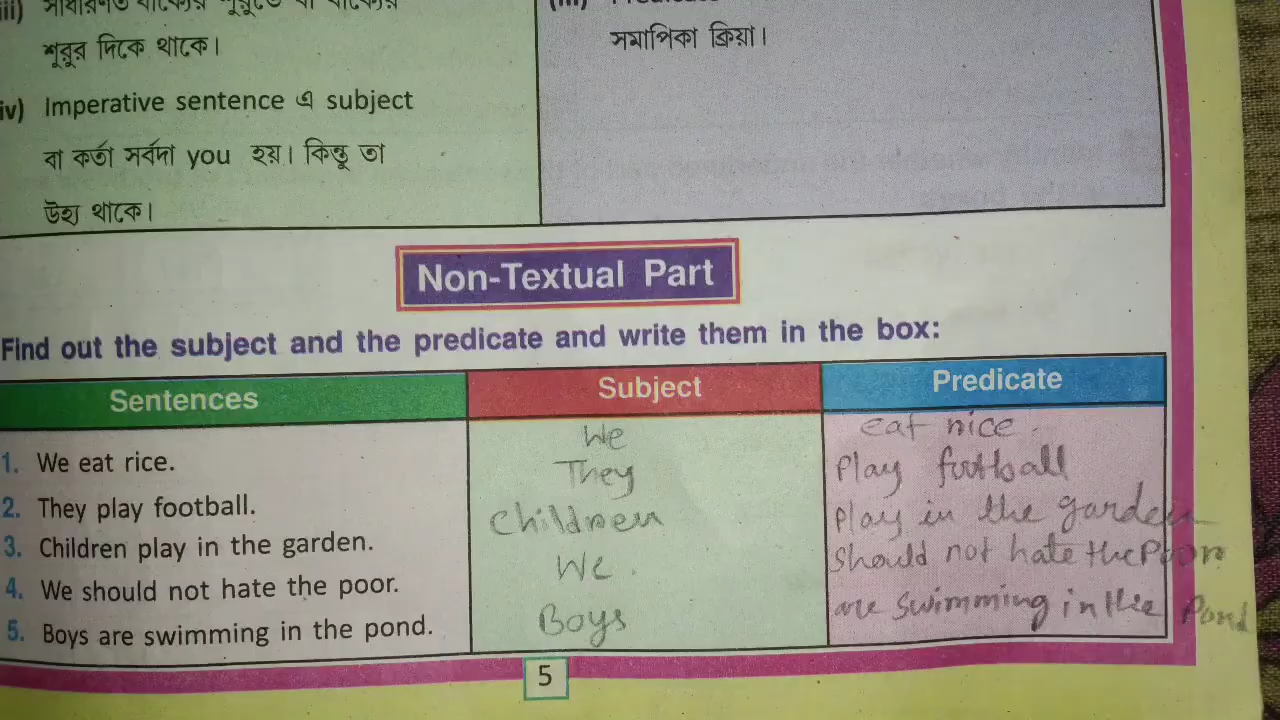 iii) সাধারণত বাক্যের শুরুতে বা বাক্যের
শুরুর দিকে থাকে।
iv) Imperative sentence এ subject
বা কর্তা সর্বদা you হয়। কিন্তু তা
উহ্য থাকে।
(iii) Predicate
সমাপিকা ক্রিয়া।
Non-Textual Part
Find out the subject and the predicate and write them in the box:
Sentences Subject Predicate
1. We eat rice. We eat rice.
2. They play football. They Play football
3. Children play in the garden. Children Play in the garden
4. We should not hate the poor. We. Should not hate the Poor
5. Boys are swimming in the pond. Boys are swimming in the Pond
5